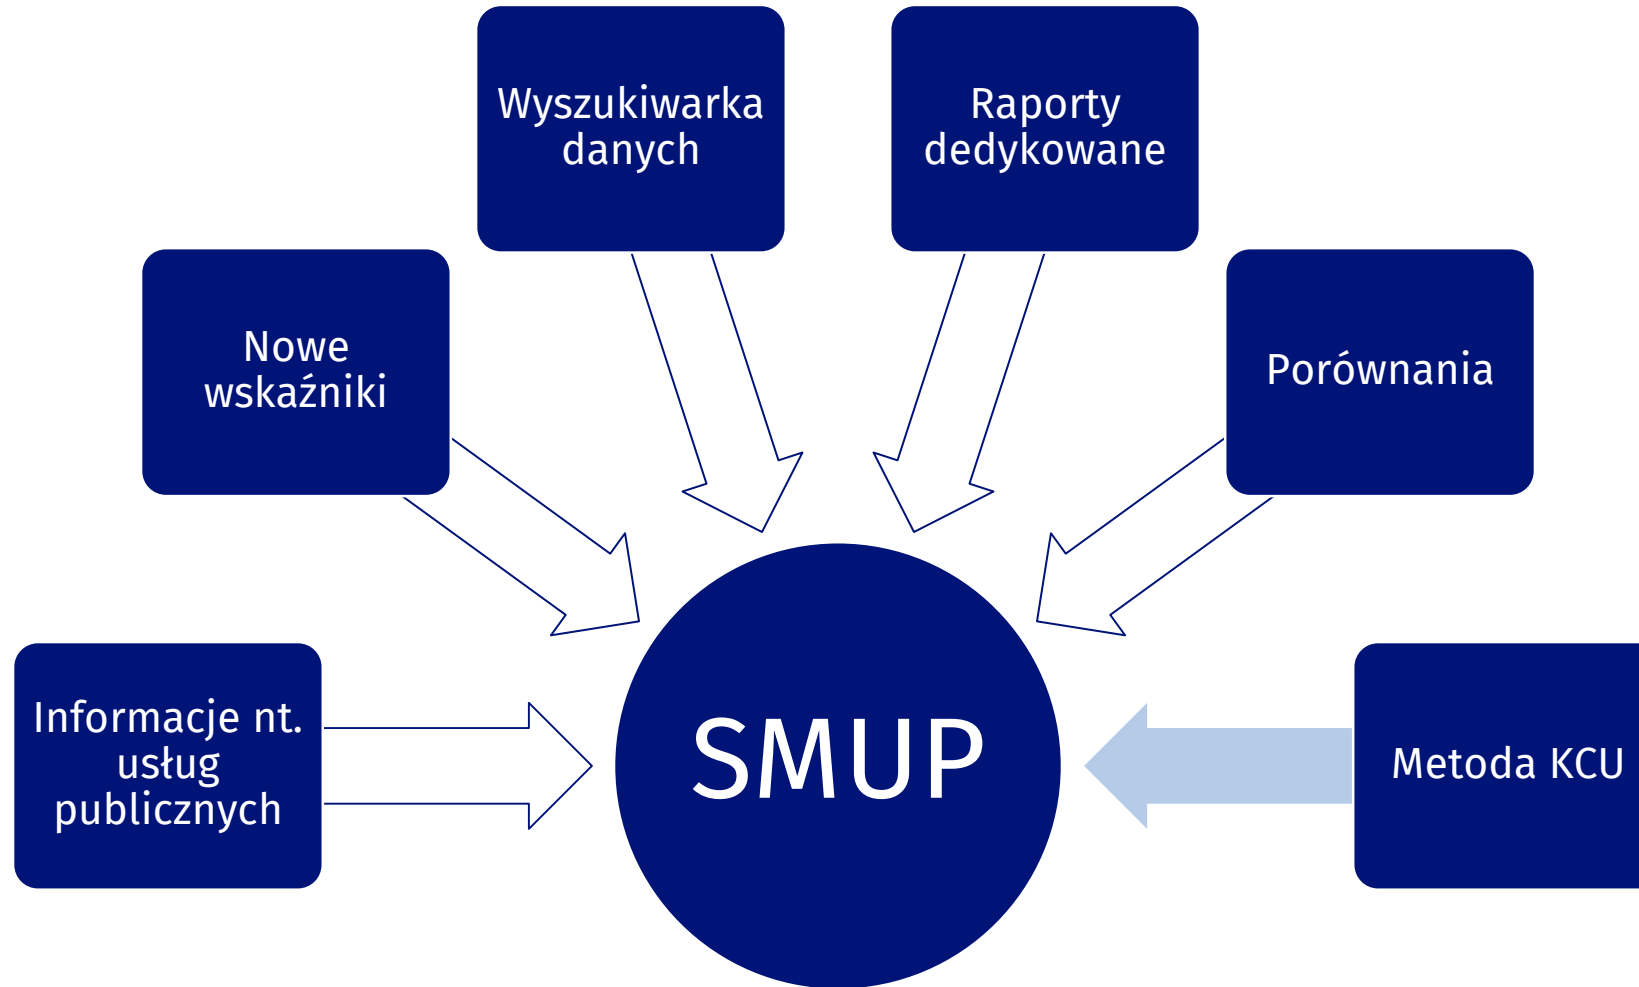 Wyszukiwarka
danych
Raporty
dedykowane
Nowe
wskaźniki
Porównania
Informacje nt.
usług
publicznych
SMUP
Metoda KCU